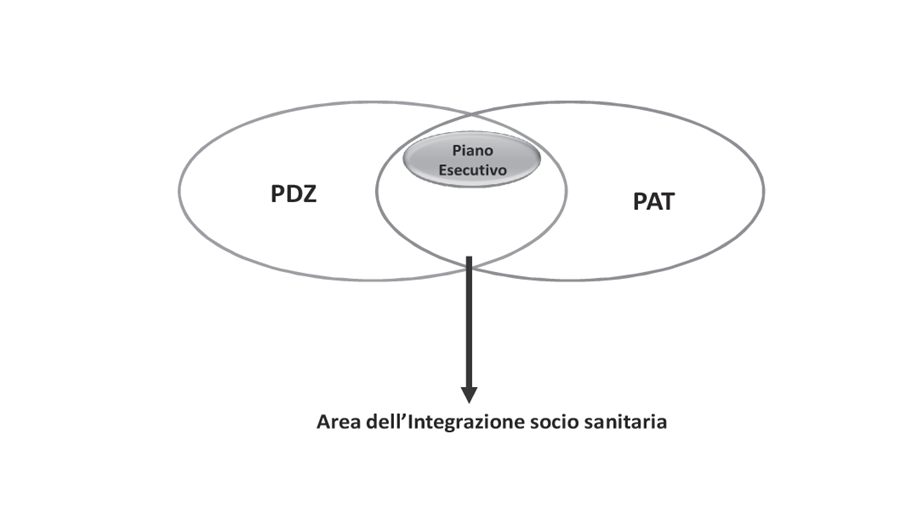 Piano
Esecutivo
PDZ
PAT
Area dell’Integrazione socio sanitaria